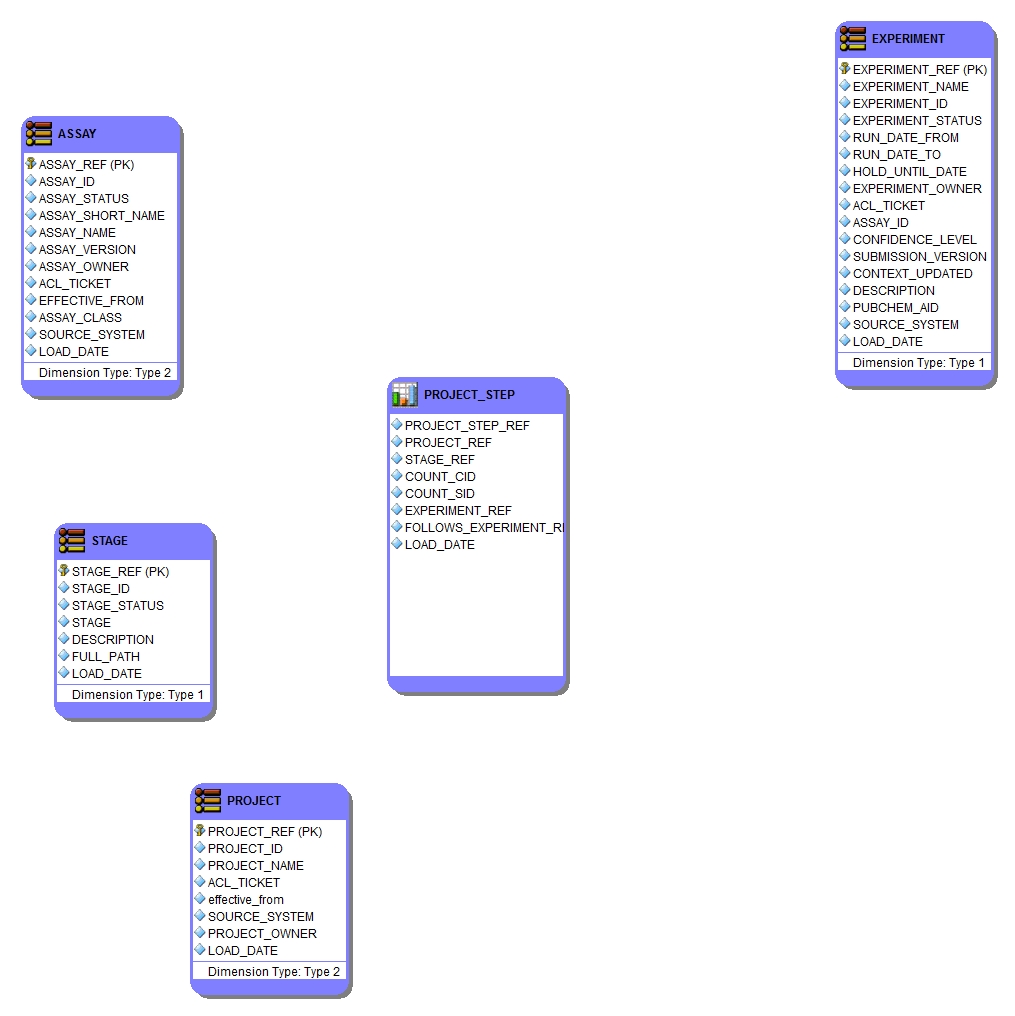 EXPERIMENT
EXPERIMENT_REF (PK)
EXPERIMENT_NAME
EXPERIMENT_ID
EXPERIMENT_STATUS
RUN_DATE_FROM
RUN_DATE_TO
HOLD_UNTIL_DATE
EXPERIMENT_OWNER
ACL_TICKET
ASSAY_ID
CONFIDENCE_LEVEL
SUBMISSION_VERSION
CONTEXT_UPDATED
DESCRIPTION
PUBCHEM_AID
SOURCE_SYSTEM
LOAD_DATE
Dimension Type: Type 1
ASSAY
ASSAY_REF (PK)
ASSAY_ID
ASSAY_STATUS
ASSAY_SHORT_NAME
ASSAY_NAME
ASSAY_VERSION
ASSAY_OWNER
ACL_TICKET
EFFECTIVE_FROM
ASSAY_CLASS
SOURCE_SYSTEM
LOAD_DATE
Dimension Type: Type 2
PROJECT_STEP
PROJECT_STEP_REF
PROJECT_REF
STAGE_REF
COUNT_CID
COUNT_SID
EXPERIMENT_REF
FOLLOWS_EXPERIMENT_R
LOAD_DATE
STAGE
STAGE_REF (PK)
STAGE_ID
STAGE_STATUS
STAGE
DESCRIPTION
FULL_PATH
LOAD_DATE
Dimension Type: Type 1
PROJECT
PROJECT_REF (PK)
PROJECT_ID
PROJECT_NAME
ACL_TICKET
effective_from
SOURCE_SYSTEM
PROJECT_OWNER
LOAD_DATE
Dimension Type: Type 2